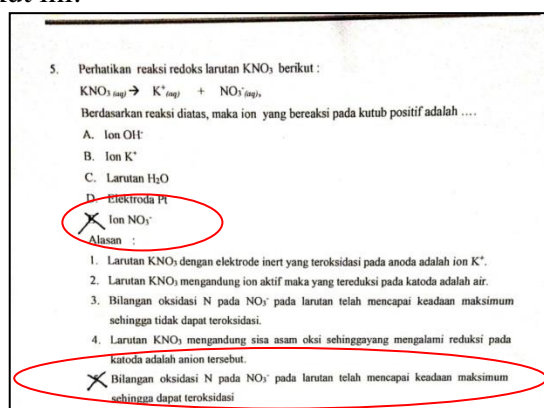 5. Perhatikan reaksi redoks larutan KNO₃ berikut :
KNO₃ (aq) → K⁺(aq) + NO₃⁻(aq),
Berdasarkan reaksi diatas, maka ion yang bereaksi pada kutub positif adalah ….
A. Ion OH⁻
B. Ion K⁺
C. Larutan H₂O
D. Elektroda Pt
Ion NO₃⁻
Alasan :
1. Larutan KNO₃ dengan elektrode inert yang teroksidasi pada anoda adalah ion K⁺.
2. Larutan KNO₃ mengandung ion aktif maka yang tereduksi pada katoda adalah air.
3. Bilangan oksidasi N pada NO₃⁻ pada larutan telah mencapai keadaan maksimum
sehingga tidak dapat teroksidasi.
4. Larutan KNO₃ mengandung sisa asam oksi sehinggayang mengalami reduksi pada
katoda adalah anion tersebut.
Bilangan oksidasi N pada NO₃⁻ pada larutan telah mencapai keadaan maksimum
sehingga dapat teroksidasi